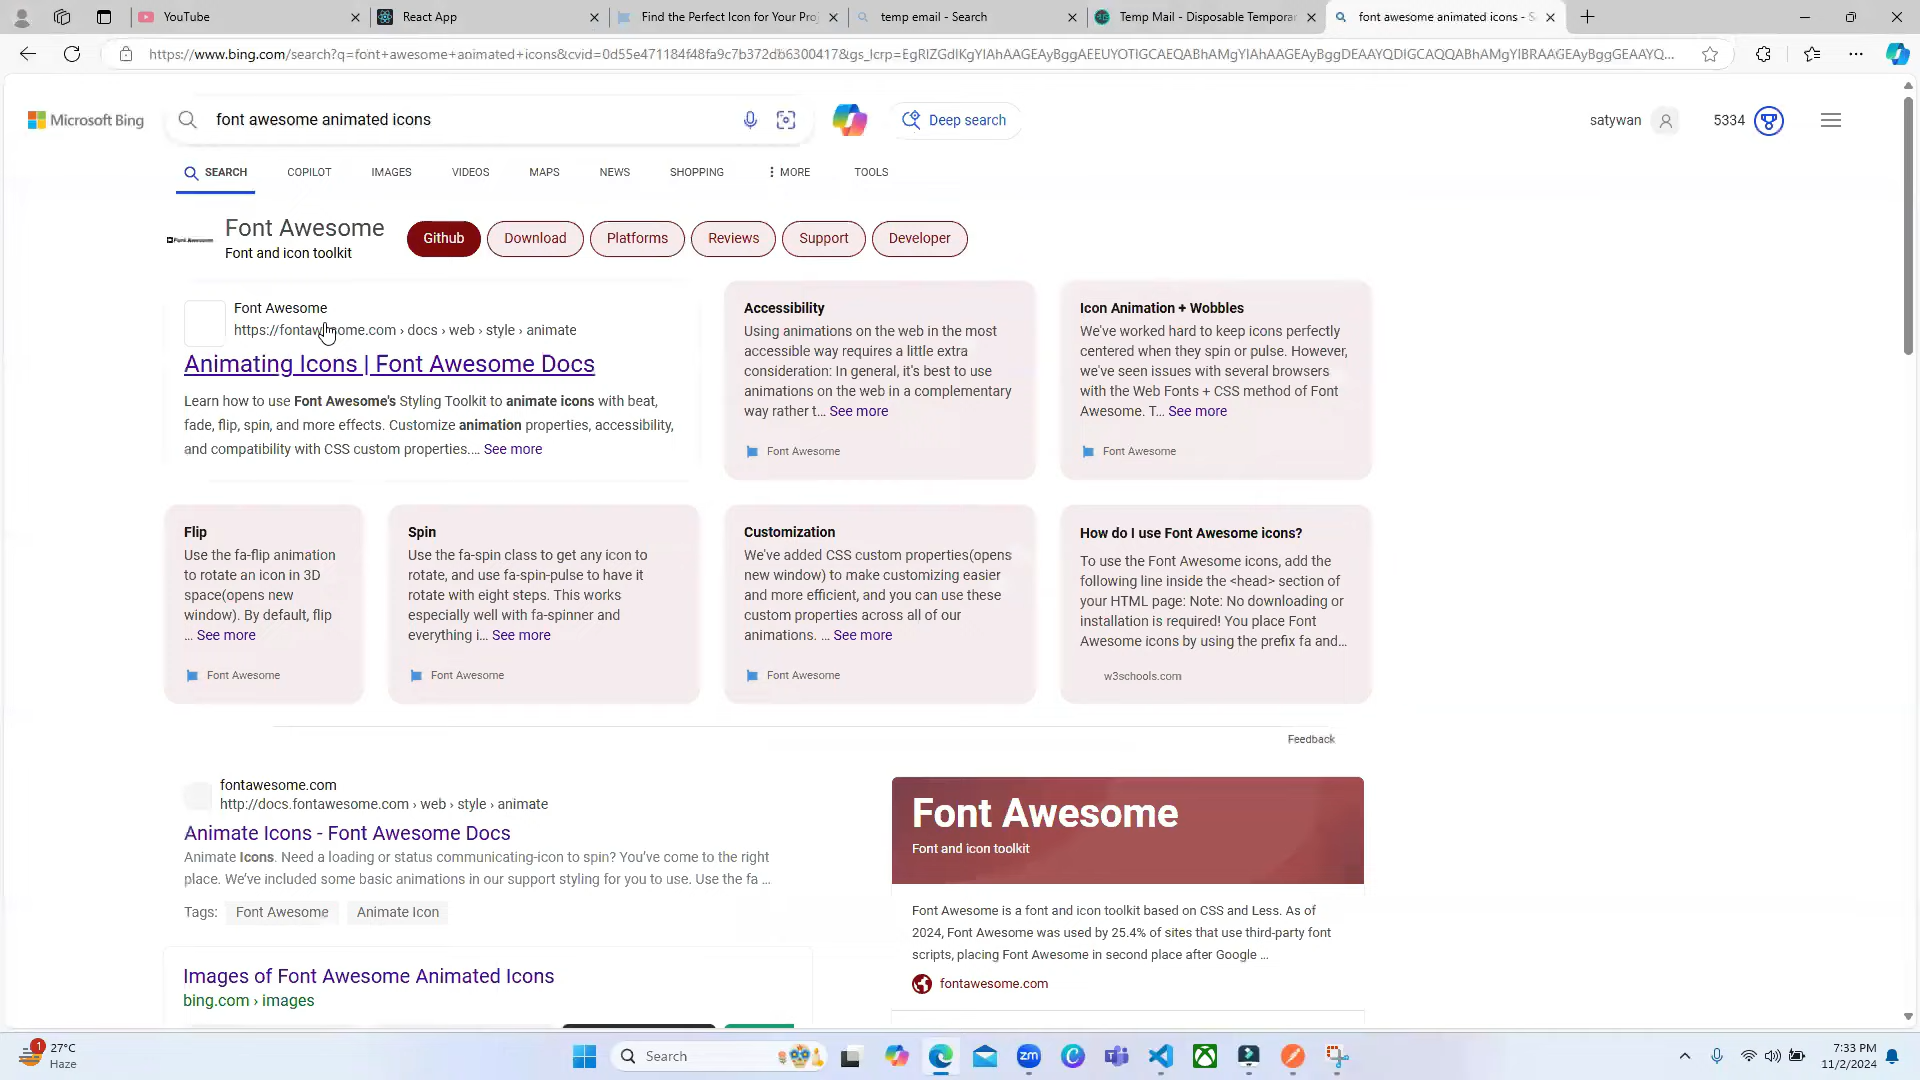 YouTube
React App
Find the Perfect Icon for Your Pro
temp email - Search
Temp Mail - Disposable Temporar
font awesome animated icons - S
https://www.bing.com/search?q=font+awesome+animated+icons&cvid=0d55e471184f48fa9c7b372db6300417&gs_lcrp=EgRlZGdlKgYIAhAAGEAyBggAEEUYOTIGCAEQABhAMgYIAhAAGEAyBggDEAAYQDIGCAQQABhAMgYIBRAAGEAyBggGEAAYQ...
Microsoft Bing
font awesome animated icons
Deep search
satywan
5334
SEARCH
COPILOT
IMAGES
VIDEOS
MAPS
NEWS
SHOPPING
MORE
TOOLS
Font Awesome
Font and icon toolkit
Github
Download
Platforms
Reviews
Support
Developer
Font Awesome
https://fontawesome.com › docs › web › style › animate
Animating Icons | Font Awesome Docs
Learn how to use Font Awesome's Styling Toolkit to animate icons with beat,
fade, flip, spin, and more effects. Customize animation properties, accessibility,
and compatibility with CSS custom properties.... See more
Accessibility
Using animations on the web in the most
accessible way requires a little extra
consideration: In general, it's best to use
animations on the web in a complementary
way rather t... See more
Font Awesome
Icon Animation + Wobbles
We've worked hard to keep icons perfectly
centered when they spin or pulse. However,
we've seen issues with several browsers
with the Web Fonts + CSS method of Font
Awesome. T... See more
Font Awesome
Flip
Use the fa-flip animation
to rotate an icon in 3D
space(opens new
window). By default, flip
... See more
Font Awesome
Spin
Use the fa-spin class to get any icon to
rotate, and use fa-spin-pulse to have it
rotate with eight steps. This works
especially well with fa-spinner and
everything i... See more
Font Awesome
Customization
We've added CSS custom properties(opens
new window) to make customizing easier
and more efficient, and you can use these
custom properties across all of our
animations. ... See more
Font Awesome
How do I use Font Awesome icons?
To use the Font Awesome icons, add the
following line inside the <head> section of
your HTML page: Note: No downloading or
installation is required! You place Font
Awesome icons by using the prefix fa and...
w3schools.com
Feedback
fontawesome.com
http://docs.fontawesome.com › web › style › animate
Animate Icons - Font Awesome Docs
Animate Icons. Need a loading or status communicating-icon to spin? You've come to the right
place. We've included some basic animations in our support styling for you to use. Use the fa ...
Tags: Font Awesome Animate Icon
Images of Font Awesome Animated Icons
bing.com › images
Font Awesome
Font and icon toolkit
Font Awesome is a font and icon toolkit based on CSS and Less. As of
2024, Font Awesome was used by 25.4% of sites that use third-party font
scripts, placing Font Awesome in second place after Google ...
fontawesome.com
1
27°C
Haze
Search
zm
7:33 PM
11/2/2024